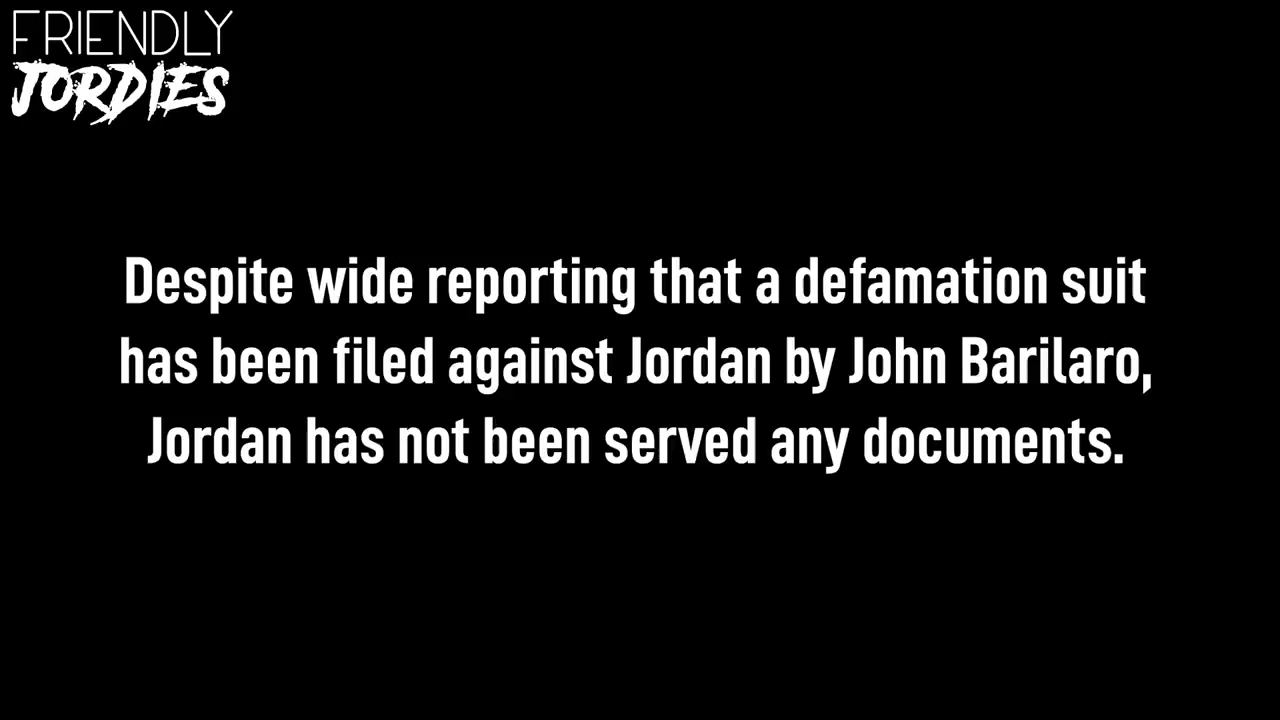 FRIENDLY
JORDIES
Despite wide reporting that a defamation suit
has been filed against Jordan by John Barilaro,
Jordan has not been served any documents.